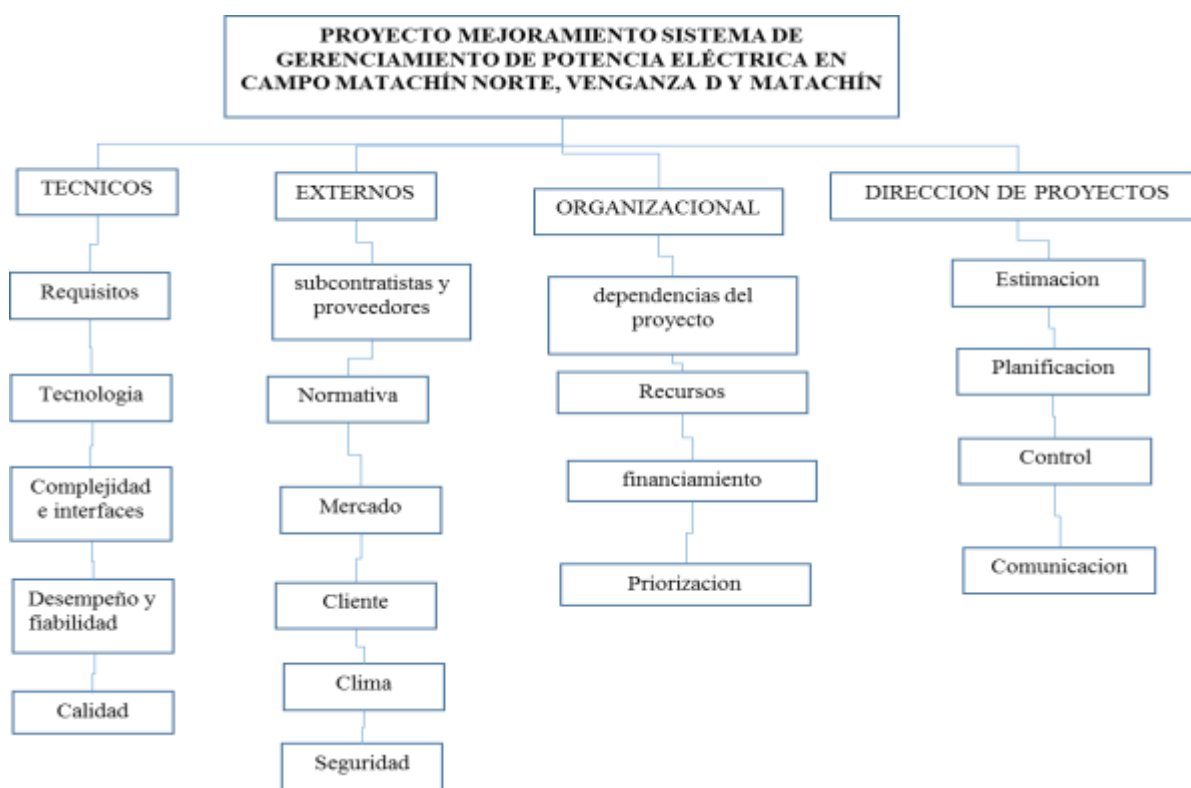 PROYECTO MEJORAMIENTO SISTEMA DE
GERENCIAMIENTO DE POTENCIA ELÉCTRICA EN
CAMPO MATACHÍN NORTE, VENGANZA D Y MATACHÍN
TECNICOS
Requisitos
Tecnologia
Complejidad
e interfaces
Desempeño y
fiabilidad
Calidad
EXTERNOS
subcontratistas y
proveedores
Normativa
Mercado
Cliente
Clima
Seguridad
ORGANIZACIONAL
dependencias del
proyecto
Recursos
financiamiento
Priorizacion
DIRECCION DE PROYECTOS
Estimacion
Planificacion
Control
Comunicacion